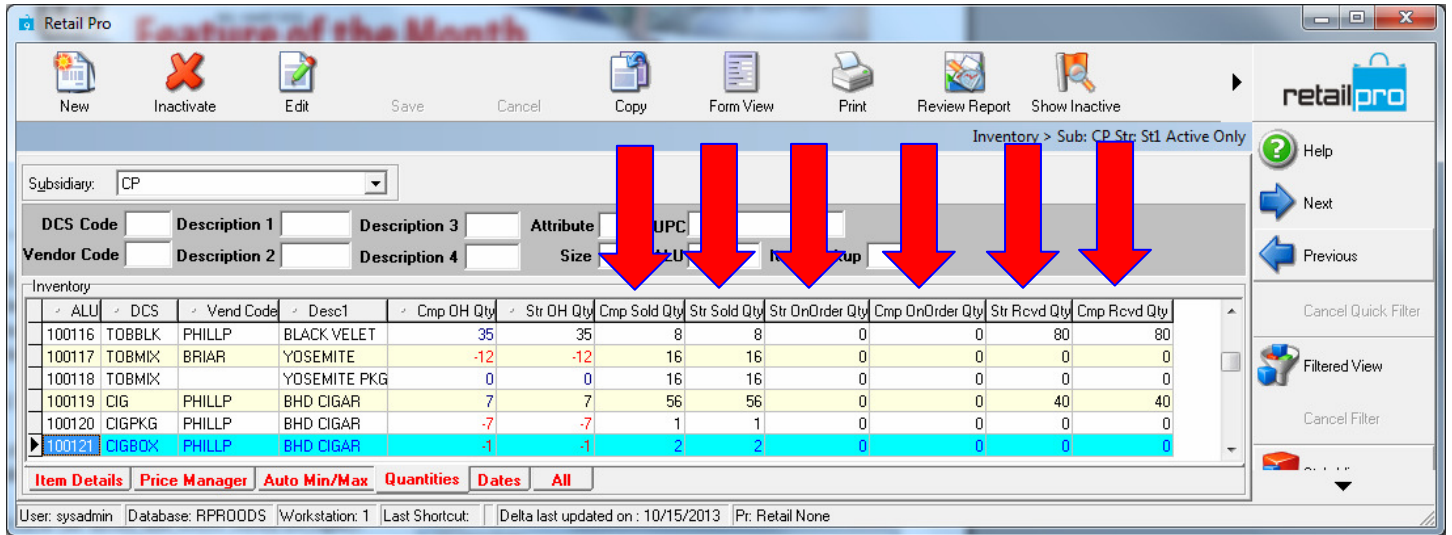 Retail Pro
Feature of the Month
New Inactivate Edit Save Cancel Copy Form View Print Review Report Show Inactive
retailpro
Inventory > Sub: CP Str: St1 Active Only
Help
Subsidiary: CP
Next
DCS Code Description 1 Description 3 Attribute UPC
Vendor Code Description 2 Description 4 Size
Previous
Inventory
ALU DCS Vend Code Desc1 Cmp OH Qty Str OH Qty Cmp Sold Qty Str Sold Qty Str OnOrder Qty Cmp OnOrder Qty Str Rcvd Qty Cmp Rcvd Qty
Cancel Quick Filter
100116 TOBBLK PHILLP BLACK VELET 35 35 8 8 0 0 80 80
100117 TOBMIX BRIAR YOSEMITE -12 -12 16 16 0 0 0 0
100118 TOBMIX YOSEMITE PKG 0 0 16 16 0 0 0 0
Filtered View
100119 CIG PHILLP BHD CIGAR 7 7 56 56 0 0 40 40
100120 CIGPKG PHILLP BHD CIGAR -7 -7 1 1 0 0 0 0
Cancel Filter
100121 CIGBOX PHILLP BHD CIGAR -1 -1 2 2 0 0 0 0
Item Details Price Manager Auto Min/Max Quantities Dates All
User: sysadmin Database: RPROODS Workstation: 1 Last Shortcut: Delta last updated on : 10/15/2013 Pr: Retail None